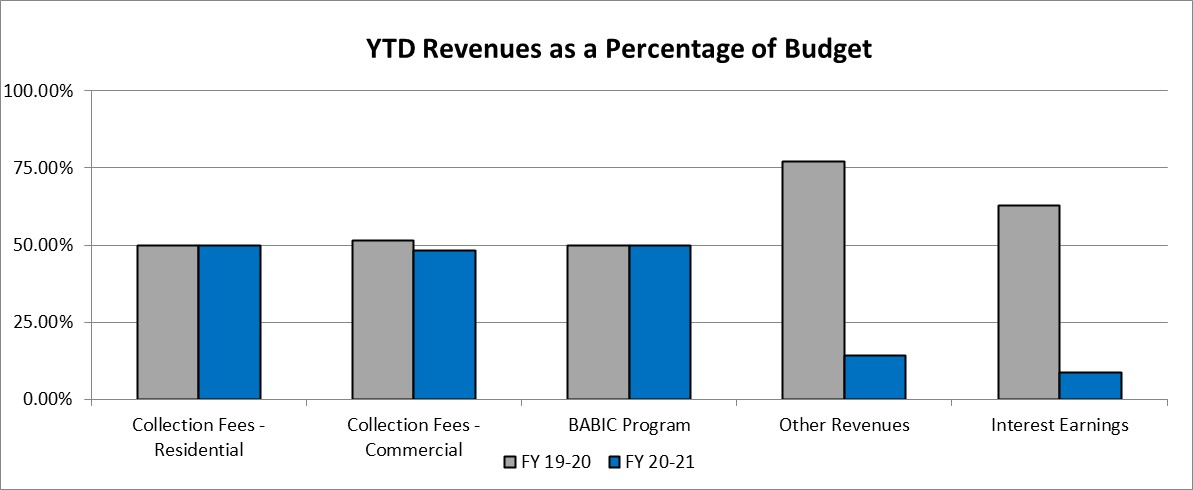 YTD Revenues as a Percentage of Budget
100.00%
75.00%
50.00%
25.00%
0.00%
Collection Fees -
Residential
Collection Fees -
Commercial
BABIC Program
Other Revenues
Interest Earnings
FY 19-20
FY 20-21